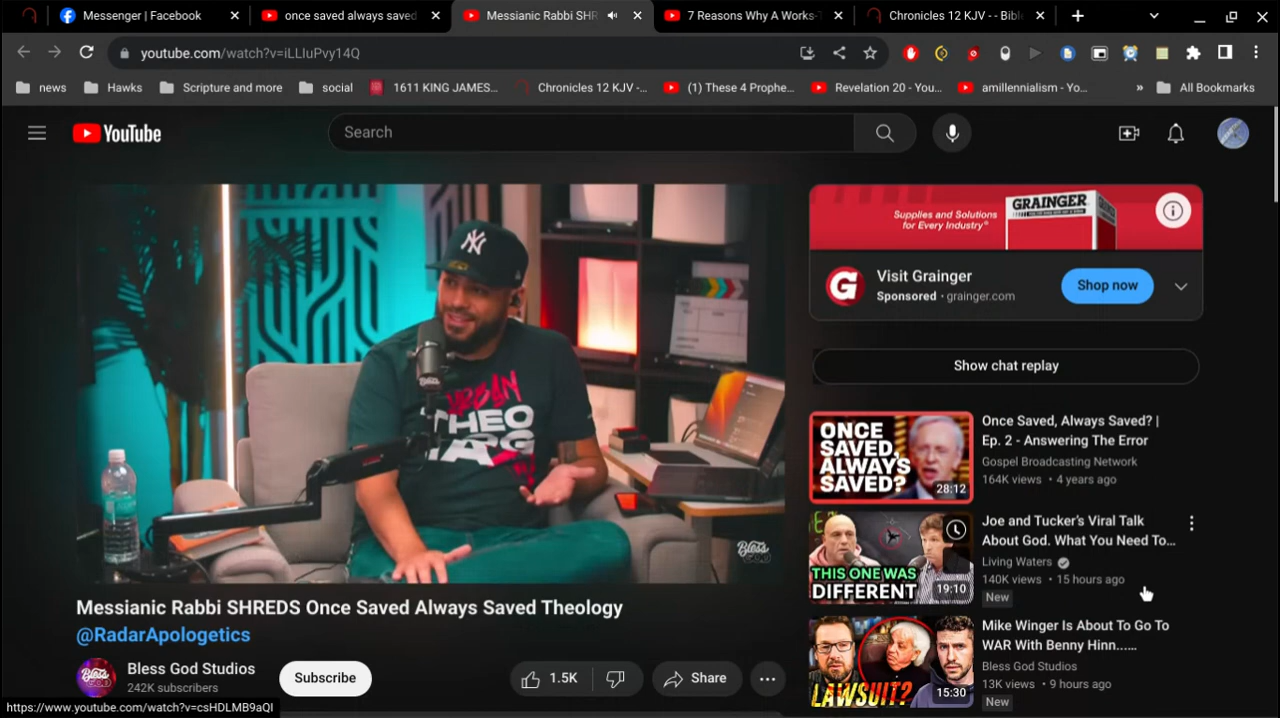 Messenger | Facebook
once saved always saved
Messianic Rabbi SHR
7 Reasons Why A Works-
Chronicles 12 KJV - - Bibl
youtube.com/watch?v=iLLIuPvy14Q
news
Hawks
Scripture and more
social
1611 KING JAMES...
Chronicles 12 KJV -...
(1) These 4 Prophe...
Revelation 20 - You...
amillennialism - Yo...
»
All Bookmarks
YouTube
Search
Supplies and Solutions
for Every Industry®
GRAINGER
Visit Grainger
Sponsored · grainger.com
Shop now
Show chat replay
NY
Bless
URBAN
THEO
Bless
GOD
ONCE
SAVED,
ALWAYS
SAVED?
28:12
Once Saved, Always Saved? |
Ep. 2 - Answering The Error
Gospel Broadcasting Network
164K views • 4 years ago
THIS ONE WAS
DIFFERENT
19:10
Joe and Tucker's Viral Talk
About God. What You Need To...
Living Waters
140K views • 15 hours ago
New
LAWSUIT?
15:30
Mike Winger Is About To Go To
WAR With Benny Hinn......
Bless God Studios
13K views • 9 hours ago
New
Messianic Rabbi SHREDS Once Saved Always Saved Theology
@RadarApologetics
Bless God Studios
242K subscribers
Subscribe
1.5K
Share
https://www.youtube.com/watch?v=csHDLMB9aQI